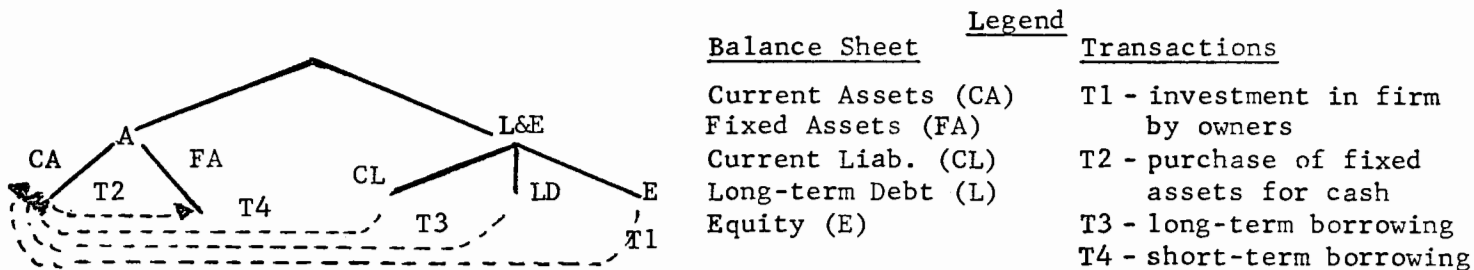 A
L&E
CA
FA
CL
LD
E
T2
T4
T3
T1
Legend
Balance Sheet
Current Assets (CA)
Fixed Assets (FA)
Current Liab. (CL)
Long-term Debt (L)
Equity (E)
Transactions
T1 - investment in firm
by owners
T2 - purchase of fixed
assets for cash
T3 - long-term borrowing
T4 - short-term borrowing